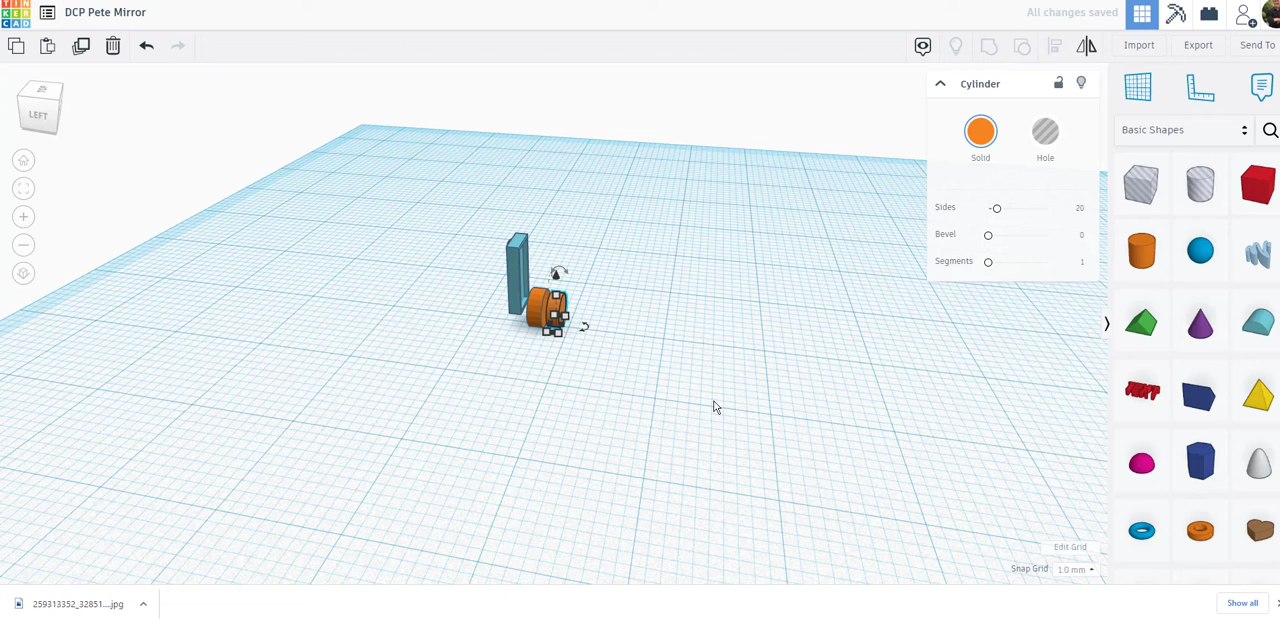 TIN
KER
CAD
DCP Pete Mirror
All changes saved
Import
Export
Send To
LEFT
Cylinder
Solid
Hole
Sides
20
Bevel
0
Segments
1
Basic Shapes
TEXT
Edit Grid
Snap Grid
1.0 mm
259313352_32851....jpg
Show all